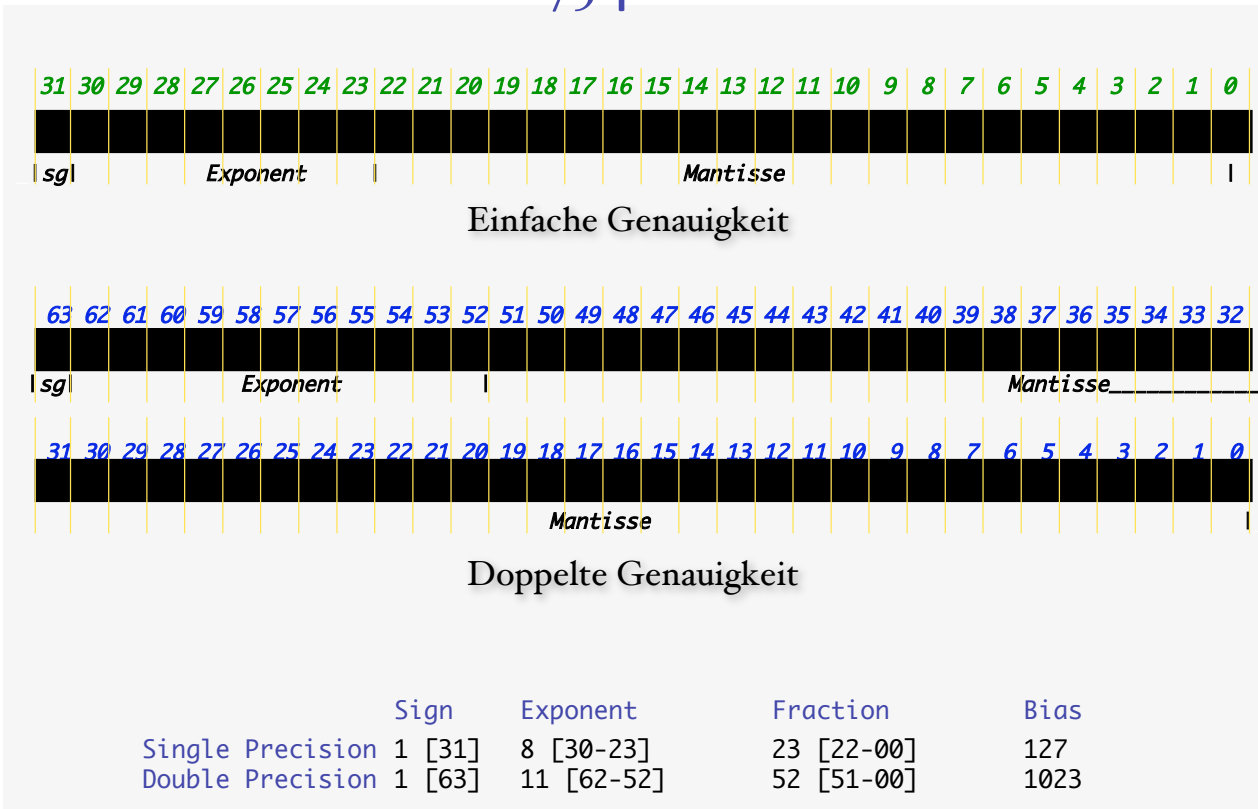 31 30 29 28 27 26 25 24 23 22 21 20 19 18 17 16 15 14 13 12 11 10 9 8 7 6 5 4 3 2 1 0
sg Exponent Mantisse
Einfache Genauigkeit
63 62 61 60 59 58 57 56 55 54 53 52 51 50 49 48 47 46 45 44 43 42 41 40 39 38 37 36 35 34 33 32
sg Exponent Mantisse
31 30 29 28 27 26 25 24 23 22 21 20 19 18 17 16 15 14 13 12 11 10 9 8 7 6 5 4 3 2 1 0
Mantisse
Doppelte Genauigkeit
Sign Exponent Fraction Bias
Single Precision 1 [31] 8 [30-23] 23 [22-00] 127
Double Precision 1 [63] 11 [62-52] 52 [51-00] 1023